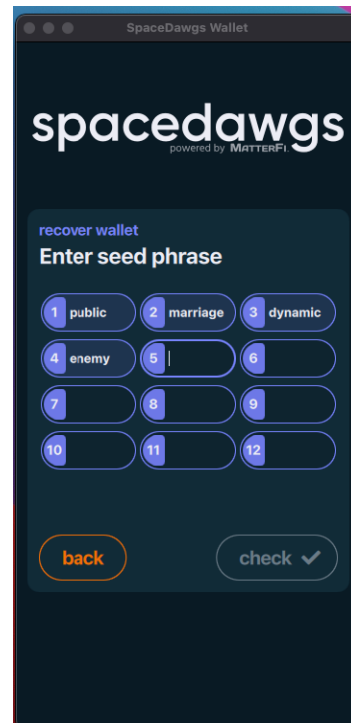 SpaceDawgs Wallet
spacedawgs
powered by MATTERFI.
recover wallet
Enter seed phrase
1 public 2 marriage 3 dynamic
4 enemy 5 6
7 8 9
10 11 12
back check